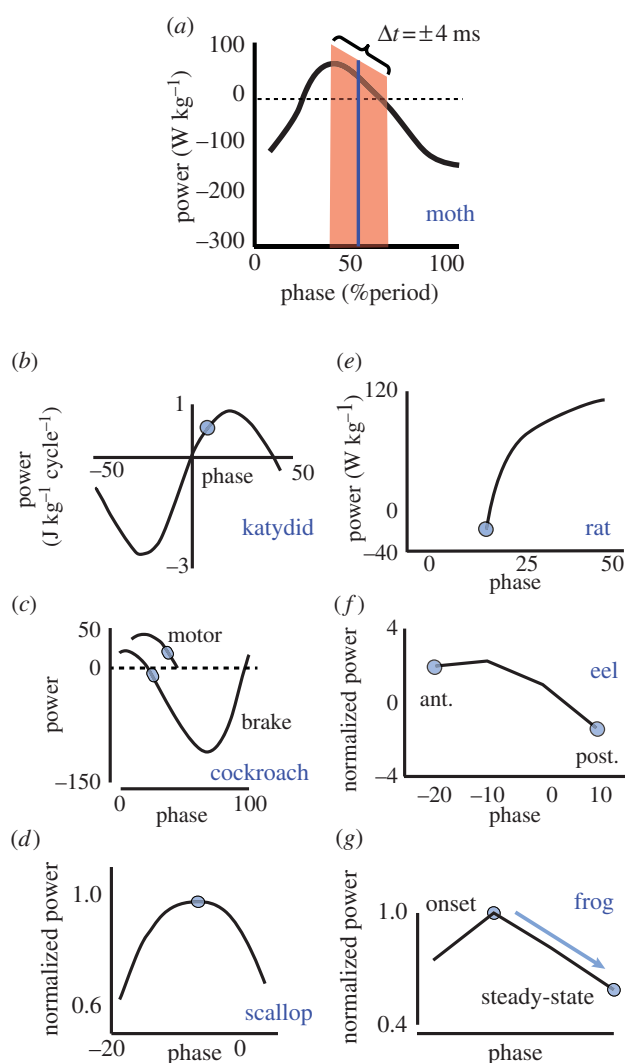 (a)
Δt = ±4 ms
100
0
−100
−200
−300
power (W kg−1)
moth
0 50 100
phase (%period)
(b)
1
−50 50
phase
power
(J kg−1 cycle−1)
katydid
−3
(e)
120
0
−40
power (W kg−1)
rat
0 25 50
phase
(c)
50
0
−150
power
motor
brake
cockroach
0 100
phase
(f)
4
0
−4
normalized power
eel
ant.
post.
−20 −10 0 10
phase
(d)
1.0
0.6
normalized power
scallop
−20 phase 0
(g)
1.0
0.4
normalized power
onset
frog
steady-state
phase